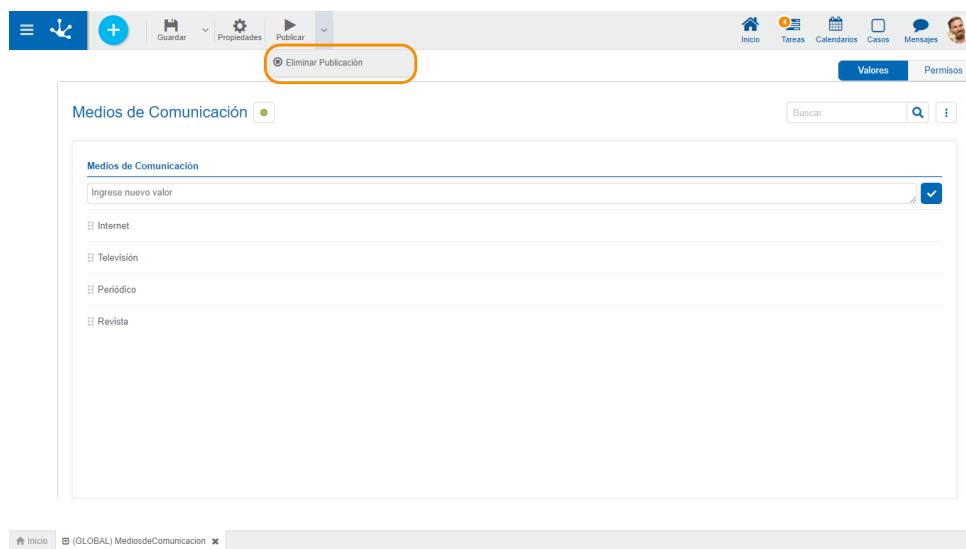 Guardar
Propiedades
Publicar
Inicio
4
Tareas
Calendarios
Casos
Mensajes
Eliminar Publicación
Valores
Permisos
Medios de Comunicación
Buscar
Medios de Comunicación
Ingrese nuevo valor
Internet
Televisión
Periódico
Revista
Inicio
(GLOBAL) MediosdeComunicacion